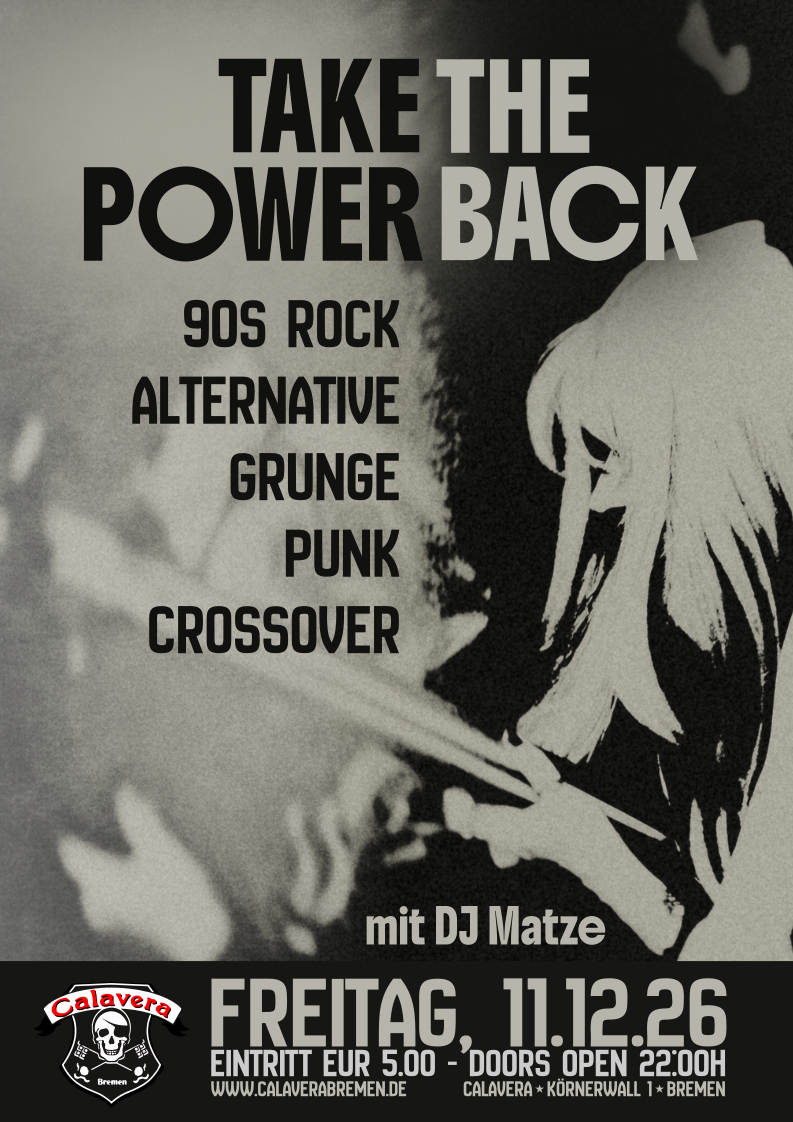 TAKE THE
POWER BACK
90S ROCK
ALTERNATIVE
GRUNGE
PUNK
CROSSOVER
mit DJ Matze
Calavera
Bremen
FREITAG, 11.12.26
EINTRITT EUR 5.00 - DOORS OPEN 22:00H
WWW.CALAVERABREMEN.DE CALAVERA ★ KÖRNERWALL 1 ★ BREMEN